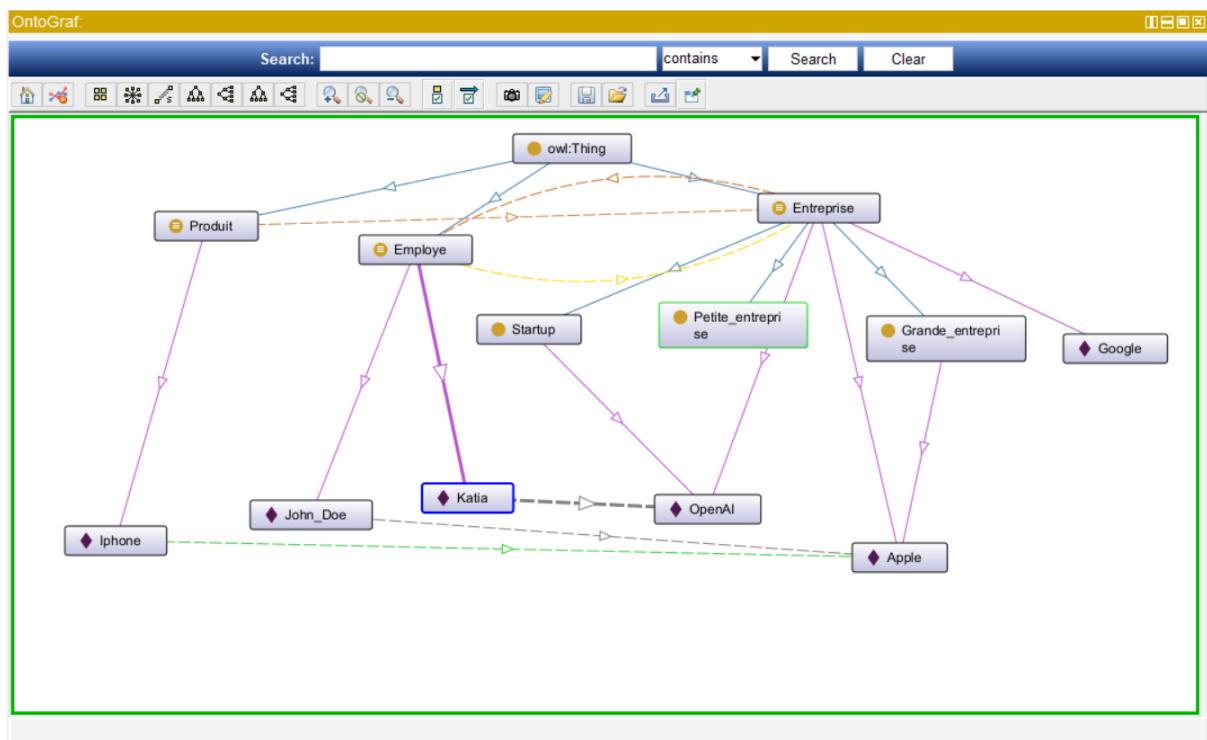 OntoGraf:
Search: contains Search Clear
owl:Thing
Entreprise
Produit
Employe
Startup
Petite_entrepri
se
Grande_entrepri
se
Google
Katia
OpenAI
John_Doe
Iphone
Apple